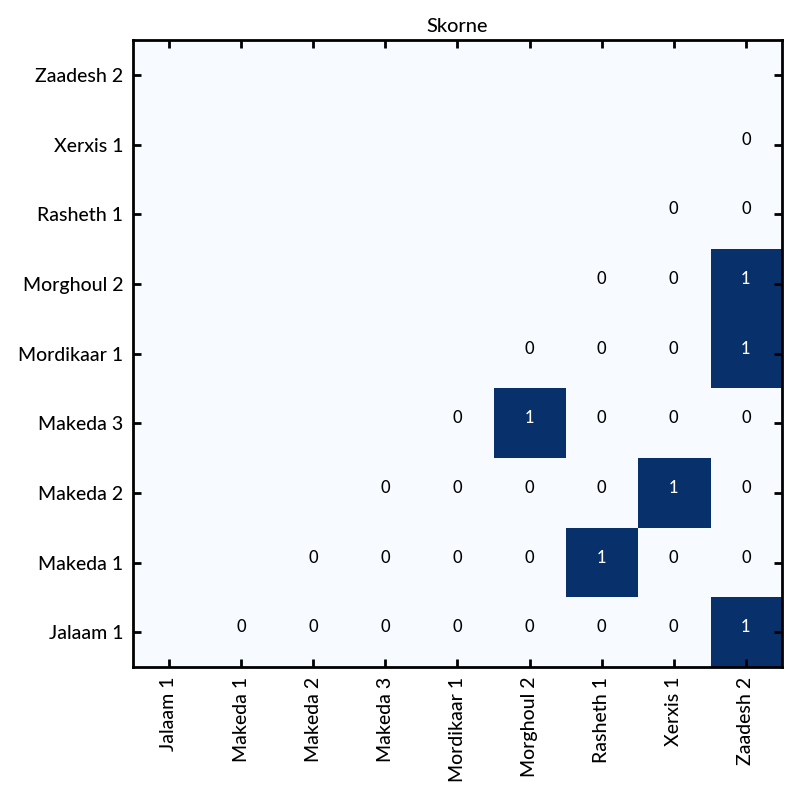 Skorne
Zaadesh 2
Xerxis 1 0
Rasheth 1 0 0
Morghoul 2 0 0 1
Mordikaar 1 0 0 0 1
Makeda 3 0 1 0 0 0
Makeda 2 0 0 0 0 1 0
Makeda 1 0 0 0 0 1 0 0
Jalaam 1 0 0 0 0 0 0 0 1
Jalaam 1
Makeda 1
Makeda 2
Makeda 3
Mordikaar 1
Morghoul 2
Rasheth 1
Xerxis 1
Zaadesh 2